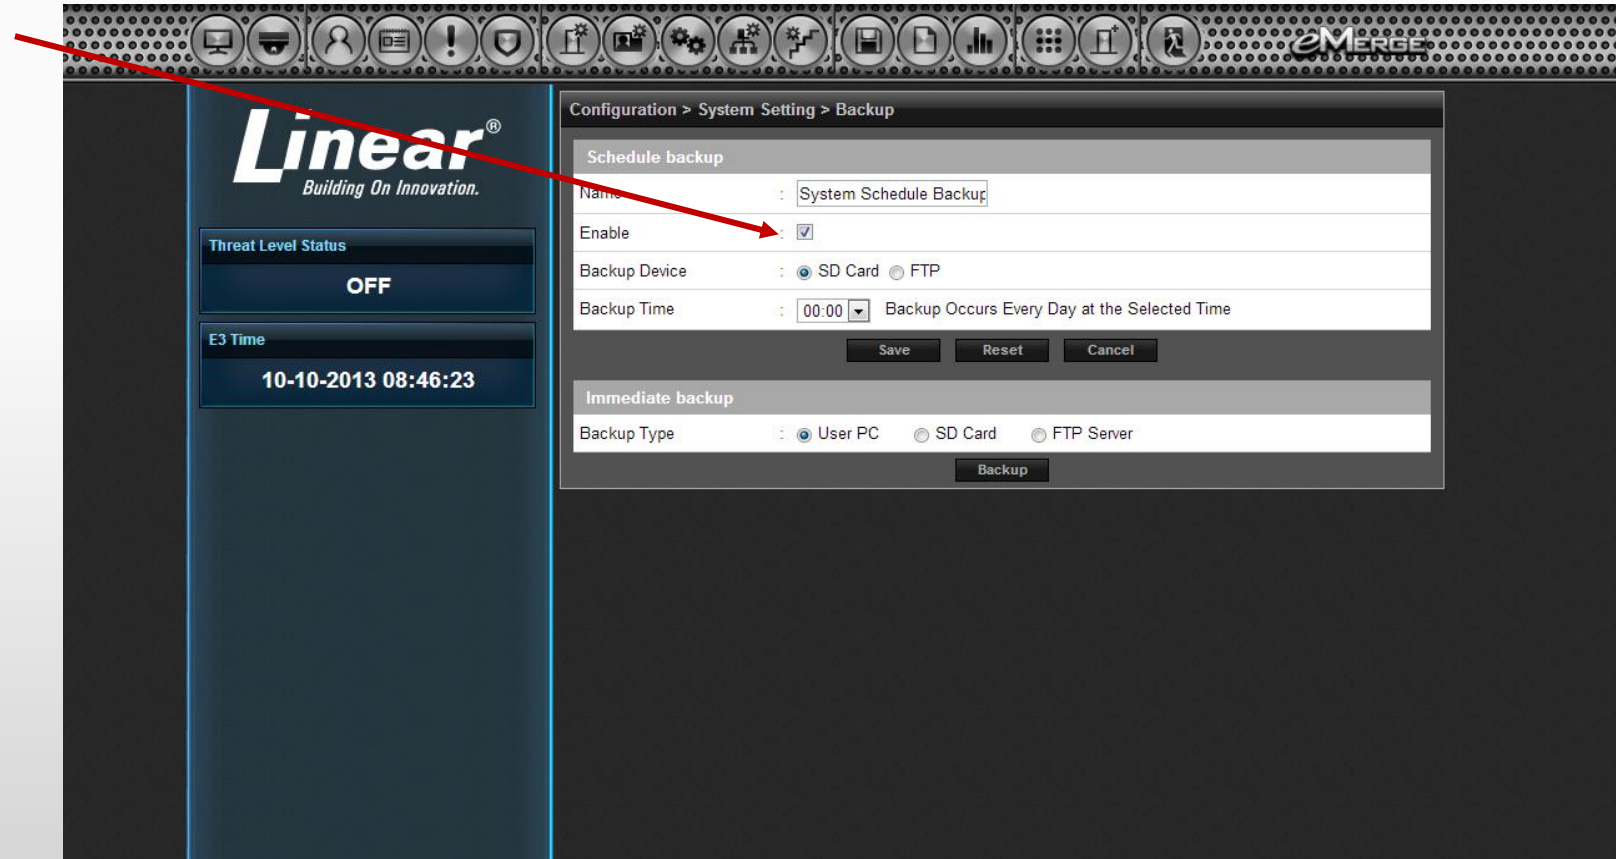 eMERGE
Linear®
Building On Innovation.
Threat Level Status
OFF
E3 Time
10-10-2013 08:46:23
Configuration > System Setting > Backup
Schedule backup
Name : System Schedule Backup
Enable :
Backup Device : SD Card FTP
Backup Time : 00:00 Backup Occurs Every Day at the Selected Time
Save Reset Cancel
Immediate backup
Backup Type : User PC SD Card FTP Server
Backup